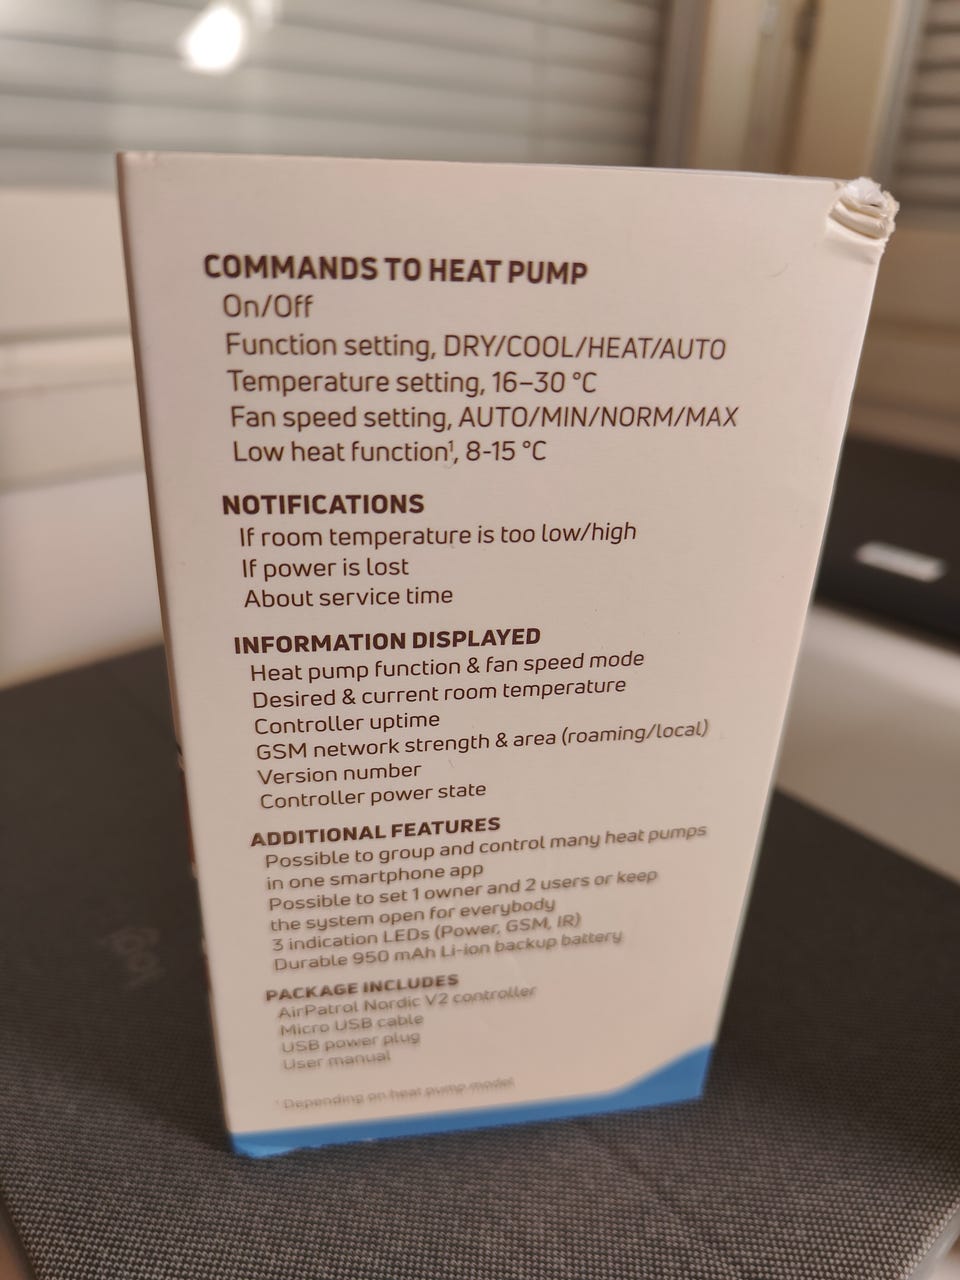 COMMANDS TO HEAT PUMP
On/Off
Function setting, DRY/COOL/HEAT/AUTO
Temperature setting, 16–30 °C
Fan speed setting, AUTO/MIN/NORM/MAX
Low heat function¹, 8-15 °C
NOTIFICATIONS
If room temperature is too low/high
If power is lost
About service time
INFORMATION DISPLAYED
Heat pump function & fan speed mode
Desired & current room temperature
Controller uptime
GSM network strength & area (roaming/local)
Version number
Controller power state
ADDITIONAL FEATURES
Possible to group and control many heat pumps
in one smartphone app
Possible to set 1 owner and 2 users or keep
the system open for everybody
3 indication LEDs (Power, GSM, IR)
Durable 950 mAh Li-ion backup battery
PACKAGE INCLUDES
AirPatrol Nordic V2 controller
Micro USB cable
USB power plug
User manual
¹ Depending on heat pump model